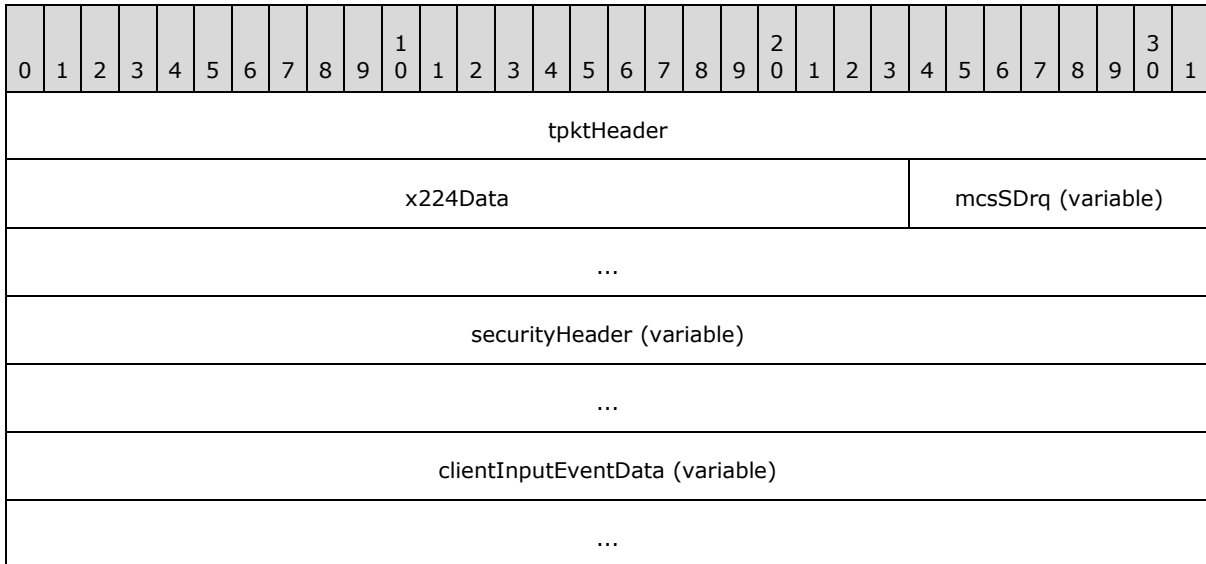 1 2 3
0 1 2 3 4 5 6 7 8 9 0 1 2 3 4 5 6 7 8 9 0 1 2 3 4 5 6 7 8 9 0 1
tpktHeader
x224Data mcsSDrq (variable)
...
securityHeader (variable)
...
clientInputEventData (variable)
...